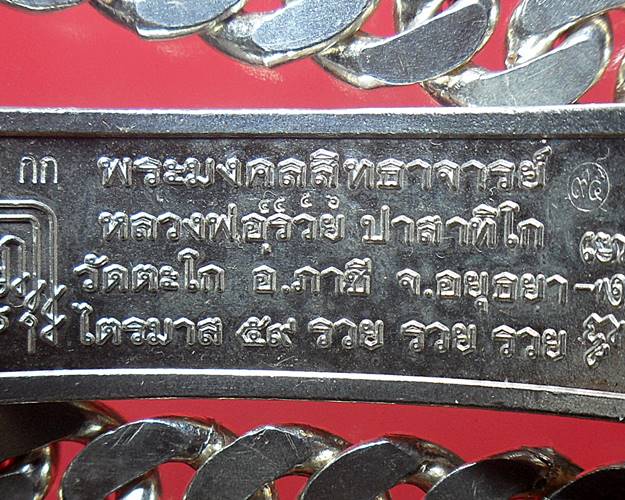 กก พระมงคลสิทธาจารย์
หลวงพ่อรวย ปาสาทิโก
วัดตะโก อ.ภาชี จ.อยุธยา
ไตรมาส ๕๙ รวย รวย รวย